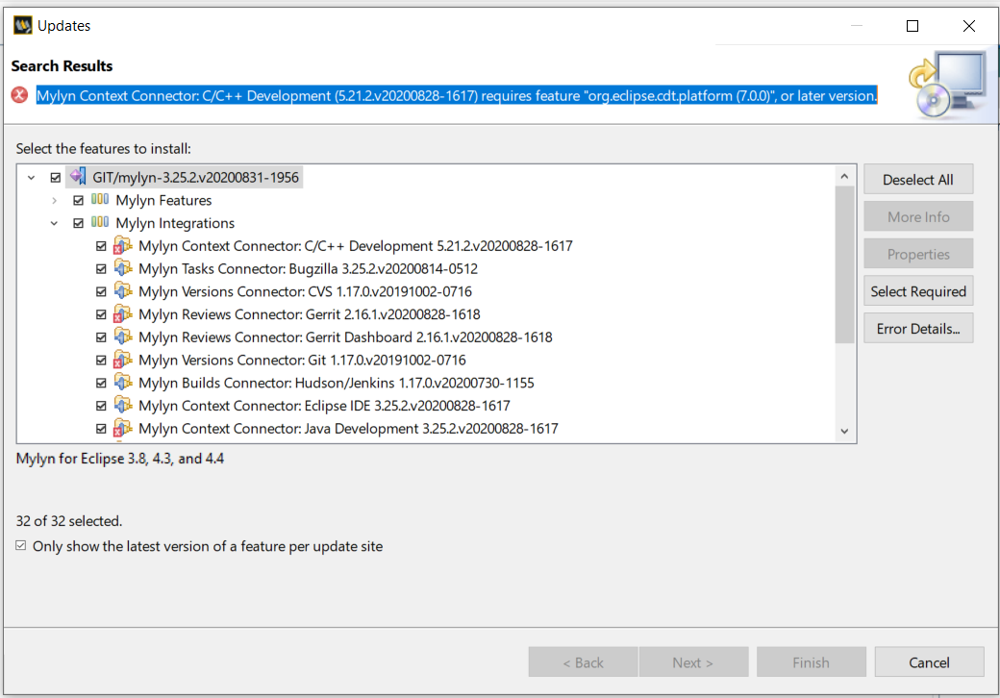 Updates
Search Results
Mylyn Context Connector: C/C++ Development (5.21.2.v20200828-1617) requires feature "org.eclipse.cdt.platform (7.0.0)", or later version.
Select the features to install:
GIT/mylyn-3.25.2.v20200831-1956
Mylyn Features
Mylyn Integrations
Mylyn Context Connector: C/C++ Development 5.21.2.v20200828-1617
Mylyn Tasks Connector: Bugzilla 3.25.2.v20200814-0512
Mylyn Versions Connector: CVS 1.17.0.v20191002-0716
Mylyn Reviews Connector: Gerrit 2.16.1.v20200828-1618
Mylyn Reviews Connector: Gerrit Dashboard 2.16.1.v20200828-1618
Mylyn Versions Connector: Git 1.17.0.v20191002-0716
Mylyn Builds Connector: Hudson/Jenkins 1.17.0.v20200730-1155
Mylyn Context Connector: Eclipse IDE 3.25.2.v20200828-1617
Mylyn Context Connector: Java Development 3.25.2.v20200828-1617
Deselect All
More Info
Properties
Select Required
Error Details...
Mylyn for Eclipse 3.8, 4.3, and 4.4
32 of 32 selected.
Only show the latest version of a feature per update site
< Back
Next >
Finish
Cancel